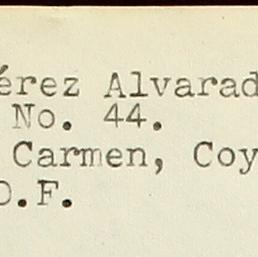 érez Alvarad
No. 44.
Carmen, Coy
D.F.